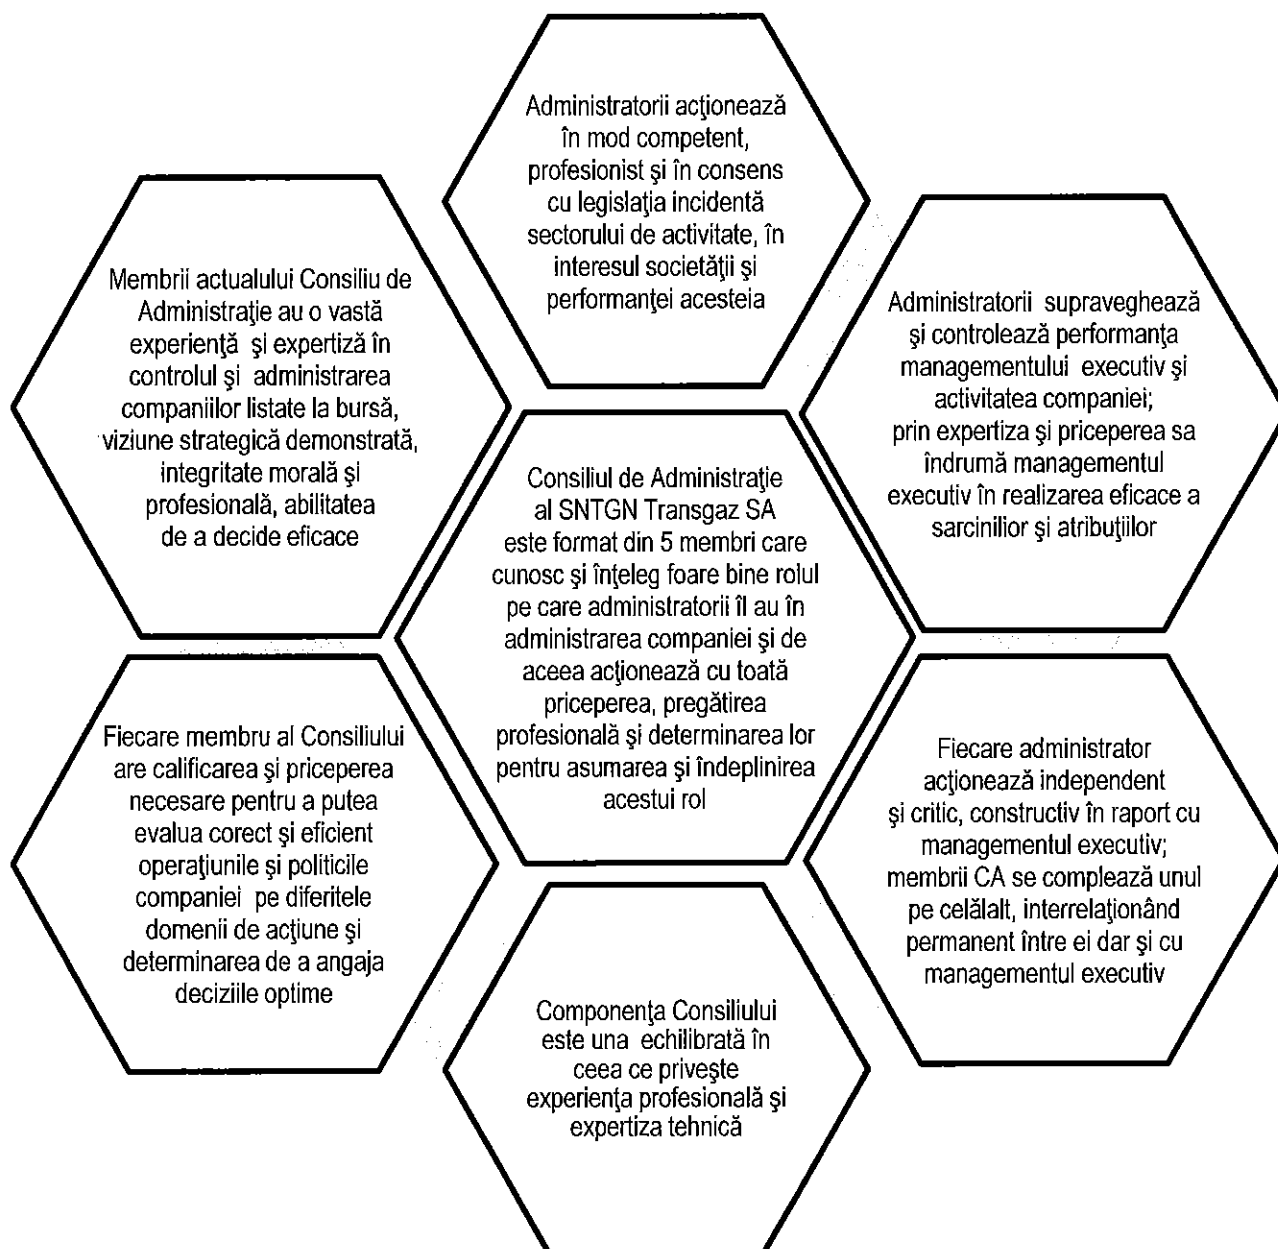 Administratorii acţionează
în mod competent,
profesionist şi în consens
cu legislaţia incidentă
sectorului de activitate, în
interesul societăţii şi
performanţei acesteia
Membrii actualului Consiliu de
Administraţie au o vastă
experienţă şi expertiză în
controlul şi administrarea
companiilor listate la bursă,
viziune strategică demonstrată,
integritate morală şi
profesională, abilitatea
de a decide eficace
Administratorii supraveghează
şi controlează performanţa
managementului executiv şi
activitatea companiei;
prin expertiza şi priceperea sa
îndrumă managementul
executiv în realizarea eficace a
sarcinilior şi atribuţiilor
Consiliul de Administraţie
al SNTGN Transgaz SA
este format din 5 membri care
cunosc şi înţeleg foare bine rolul
pe care administratorii îl au în
administrarea companiei şi de
aceea acţionează cu toată
priceperea, pregătirea
profesională şi determinarea lor
pentru asumarea şi îndeplinirea
acestui rol
Fiecare membru al Consiliului
are calificarea şi priceperea
necesare pentru a putea
evalua corect şi eficient
operaţiunile şi politicile
companiei pe diferitele
domenii de acţiune şi
determinarea de a angaja
deciziile optime
Fiecare administrator
acţionează independent
şi critic, constructiv în raport cu
managementul executiv;
membrii CA se complează unul
pe celălalt, interrelaţionând
permanent între ei dar şi cu
managementul executiv
Componenţa Consiliului
este una echilibrată în
ceea ce priveşte
experienţa profesională şi
expertiza tehnică